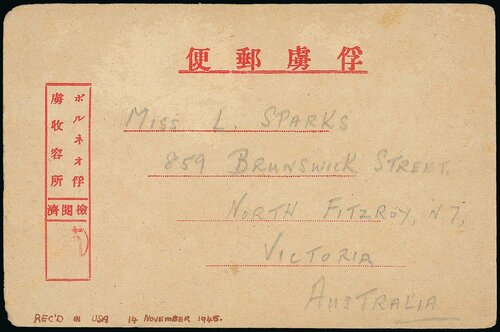 俘虜郵便
ボルネオ俘
虜收容所
檢閲濟
MISS L. SPARKS
859 BRUNSWICK STREET.
NORTH FITZROY, N7,
VICTORIA
AUSTRALIA
REC'D IN USA 14 NOVEMBER 1945.